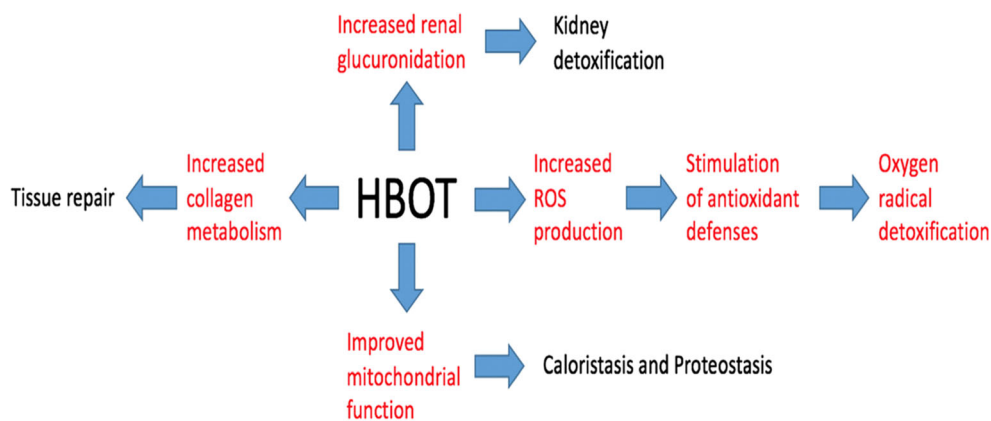 Increased renal
glucuronidation
Kidney
detoxification
Tissue repair
Increased
collagen
metabolism
HBOT
Increased
ROS
production
Stimulation
of antioxidant
defenses
Oxygen
radical
detoxification
Improved
mitochondrial
function
Caloristasis and Proteostasis